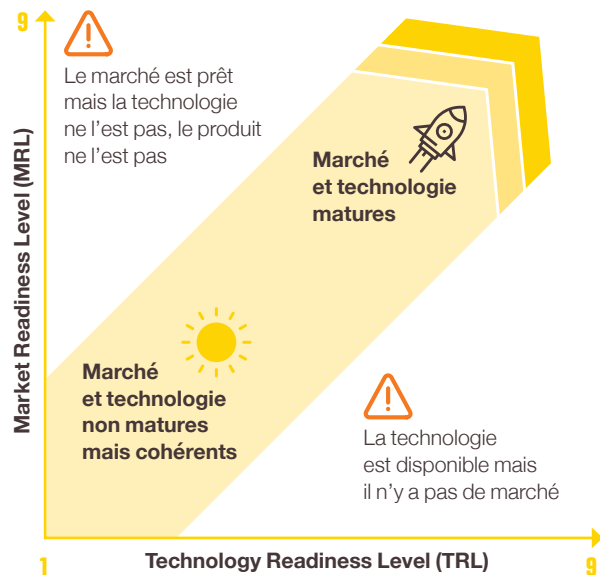 9
Le marché est prêt
mais la technologie
ne l'est pas, le produit
ne l'est pas
Market Readiness Level (MRL)
Marché
et technologie
matures
Marché
et technologie
non matures
mais cohérents
La technologie
est disponible mais
il n'y a pas de marché
1
Technology Readiness Level (TRL)
9